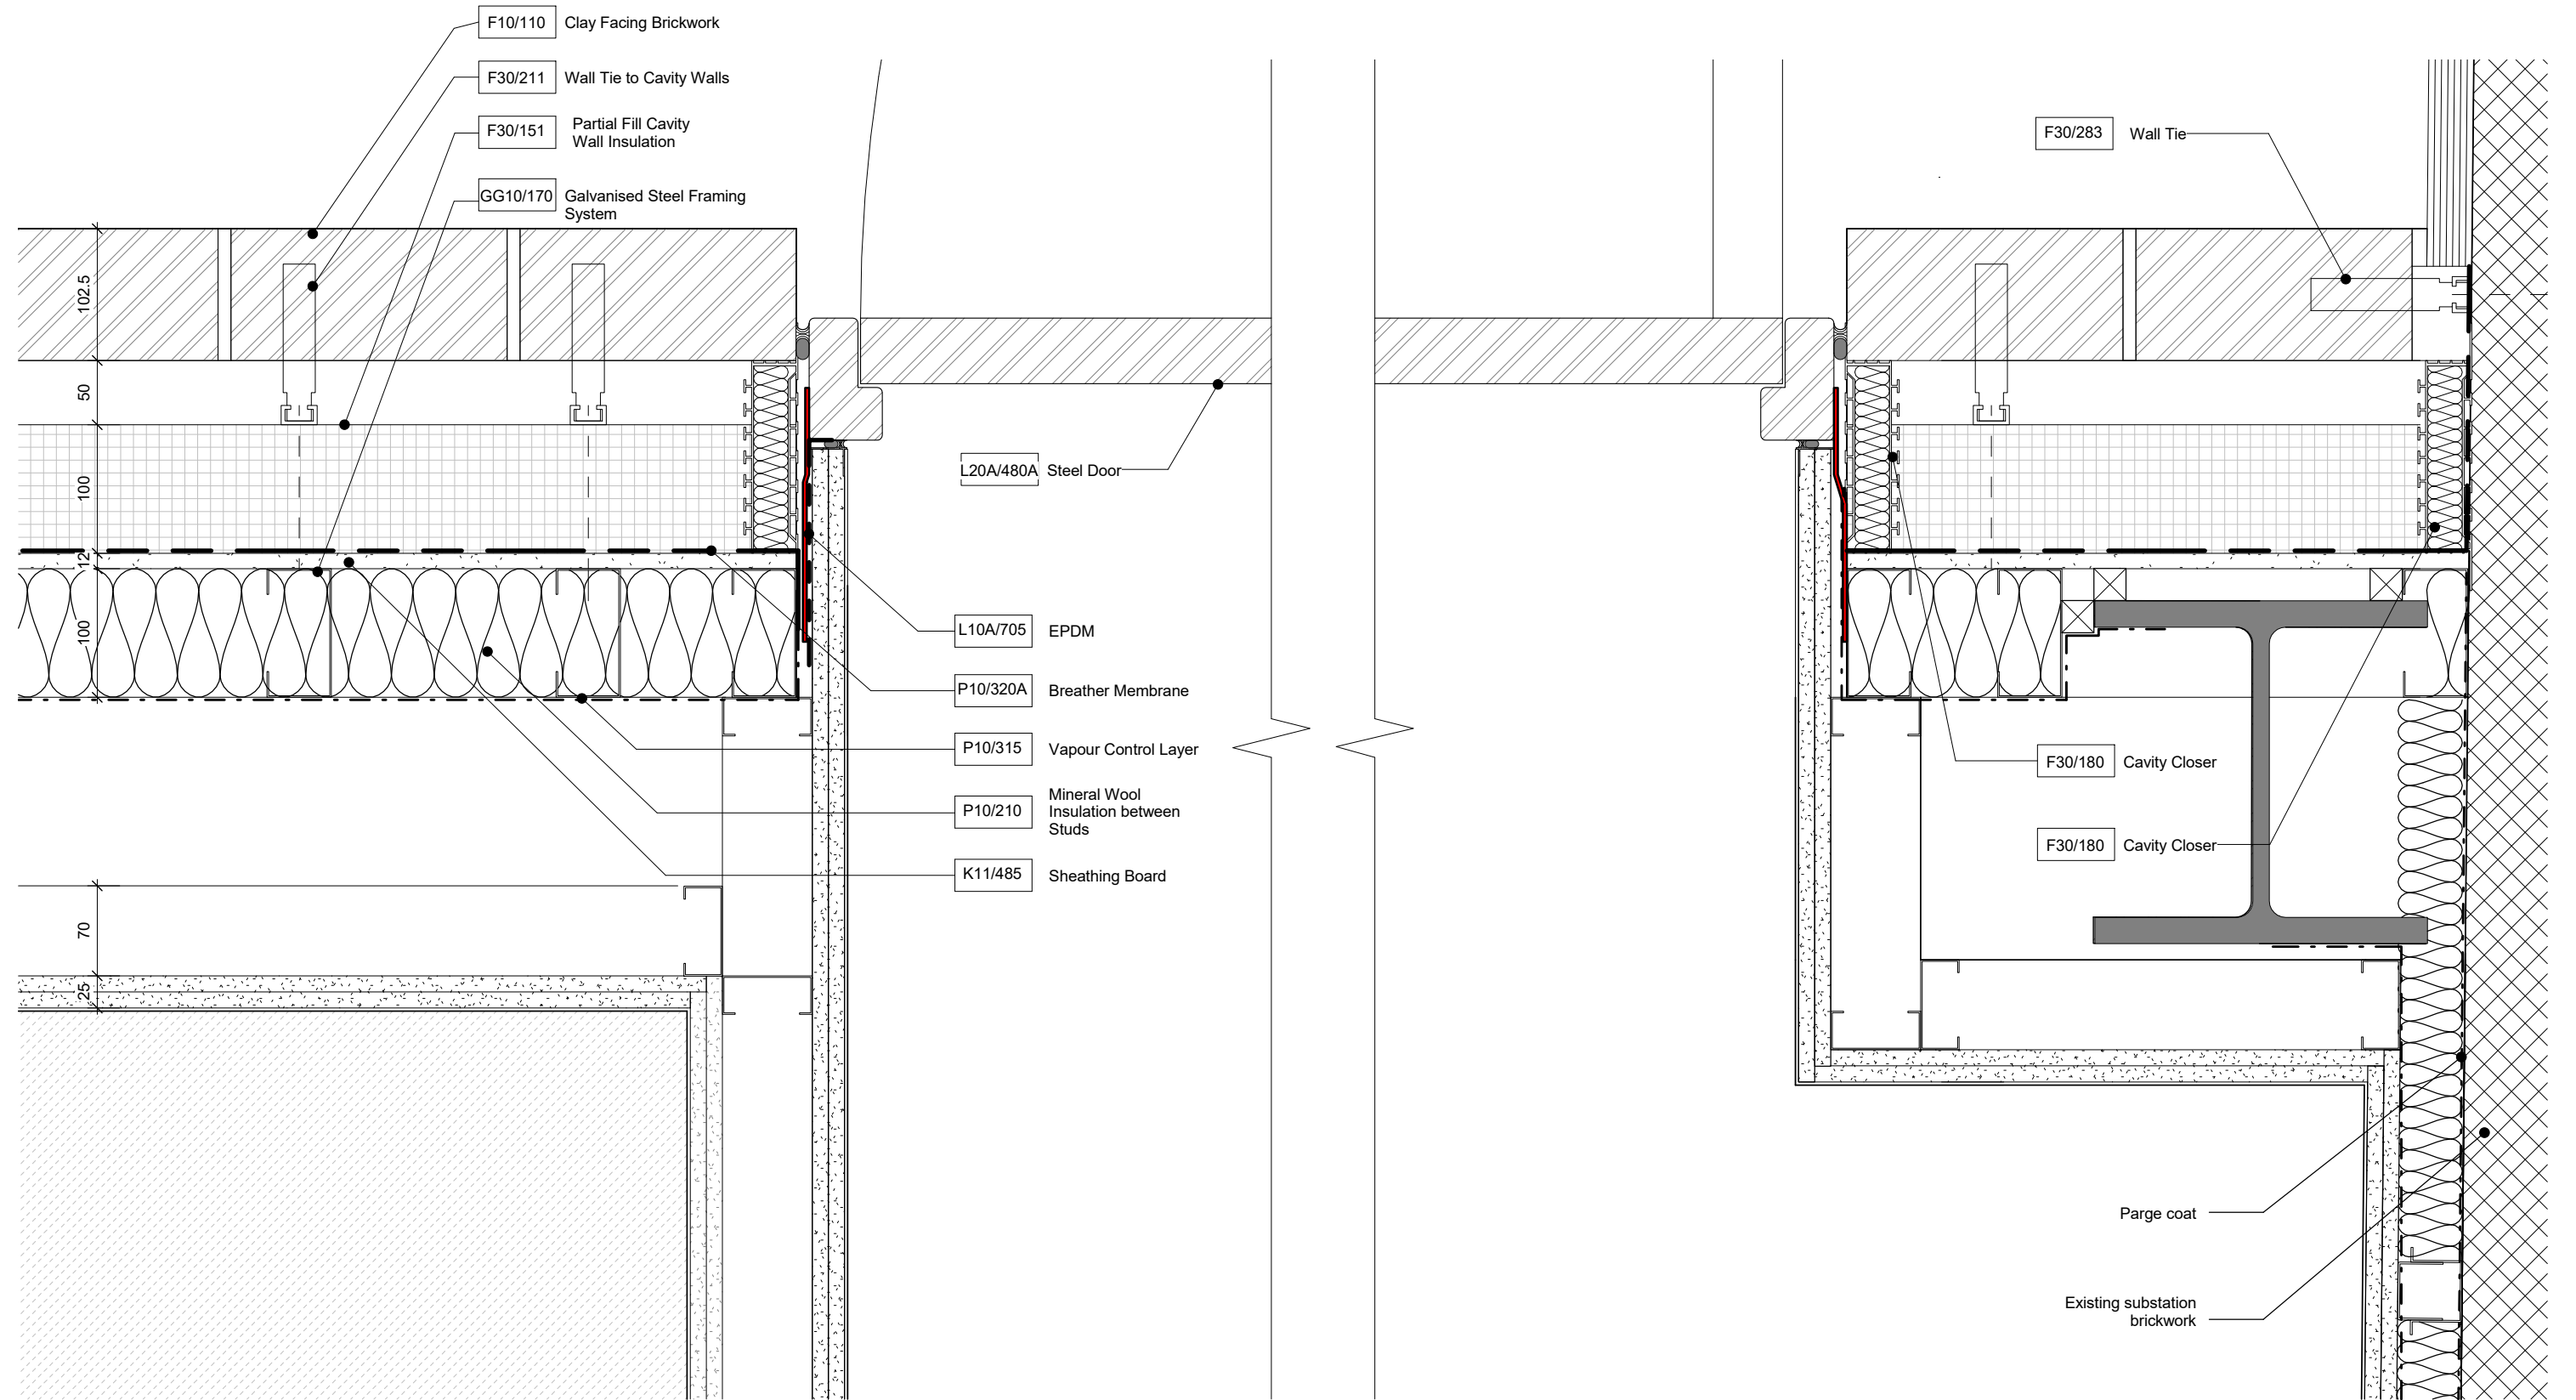 F10/110 Clay Facing Brickwork
F30/211 Wall Tie to Cavity Walls
F30/151 Partial Fill Cavity
Wall Insulation
GG10/170 Galvanised Steel Framing
System
F30/283 Wall Tie
102.5
50
100
12
100
70
25
L20A/480A Steel Door
L10A/705 EPDM
P10/320A Breather Membrane
P10/315 Vapour Control Layer
P10/210 Mineral Wool
Insulation between
Studs
K11/485 Sheathing Board
F30/180 Cavity Closer
F30/180 Cavity Closer
Parge coat
Existing substation
brickwork